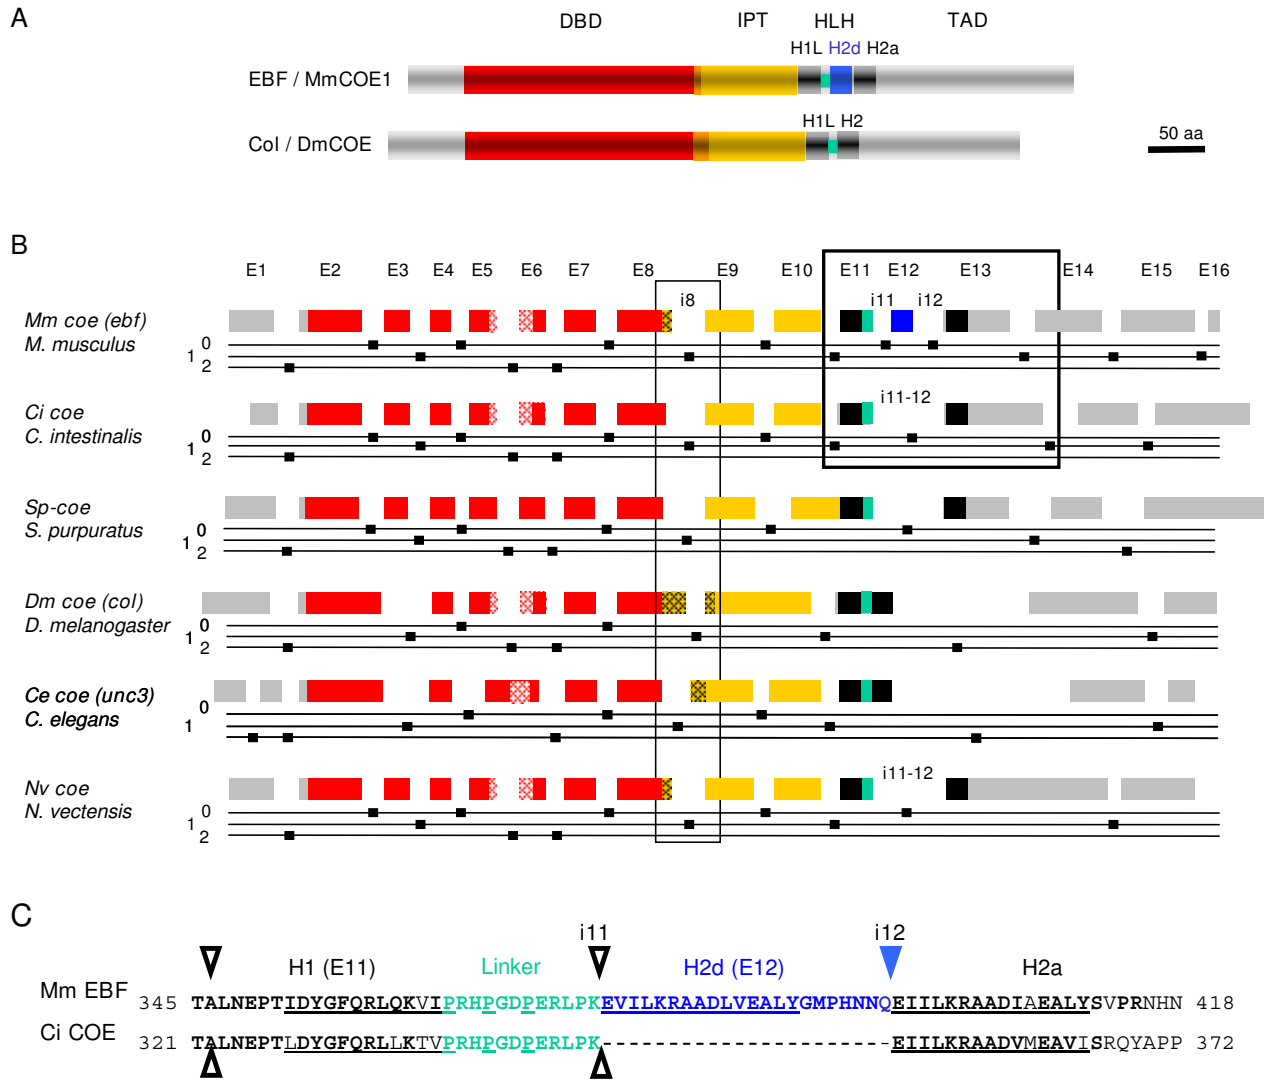 A
DBD IPT HLH TAD
H1L H2d H2a
EBF / MmCOE1
H1L H2
Col / DmCOE
50 aa
B
E1 E2 E3 E4 E5 E6 E7 E8 E9 E10 E11 E12 E13 E14 E15 E16
i8 i11 i12
Mm coe (ebf)
M. musculus
0
1
2
Ci coe
C. intestinalis
i11-12
0
1
2
Sp-coe
S. purpuratus
0
1
2
Dm coe (col)
D. melanogaster
0
1
2
Ce coe (unc3)
C. elegans
0
1
2
Nv coe
N. vectensis
i11-12
0
1
2
C
i11 i12
H1 (E11) Linker H2d (E12) H2a
Mm EBF
345 TALNEPTIDYGFQRLQKVIPRHPGDPERLPKEVILKRAADLVEALYGMPHNNQEIILKRAADIAEALYSVPRNHN 418
Ci COE
321 TALNEPTLDYGFQRLLKTVPRHPGDPERLPK----------------------EIILKRAADVMEAVISRQYAPP 372